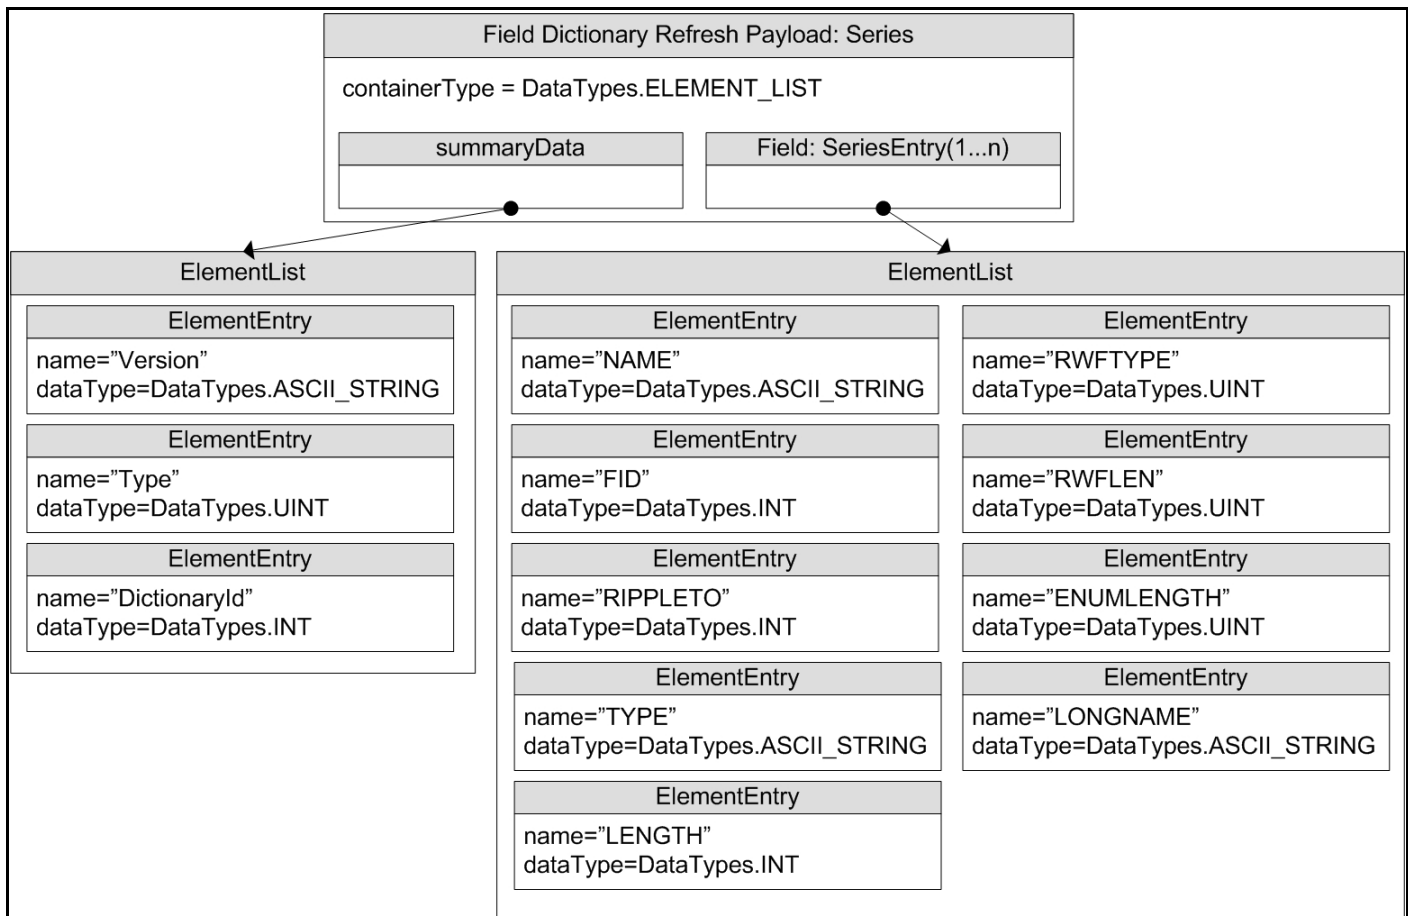 Field Dictionary Refresh Payload: Series
containerType = DataTypes.ELEMENT_LIST
summaryData
Field: SeriesEntry(1...n)
ElementList
ElementEntry
name=”Version”
dataType=DataTypes.ASCII_STRING
ElementEntry
name=”Type”
dataType=DataTypes.UINT
ElementEntry
name=”DictionaryId”
dataType=DataTypes.INT
ElementList
ElementEntry
name=”NAME”
dataType=DataTypes.ASCII_STRING
ElementEntry
name=”FID”
dataType=DataTypes.INT
ElementEntry
name=”RIPPLETO”
dataType=DataTypes.INT
ElementEntry
name=”TYPE”
dataType=DataTypes.ASCII_STRING
ElementEntry
name=”LENGTH”
dataType=DataTypes.INT
ElementEntry
name=”RWFTYPE”
dataType=DataTypes.UINT
ElementEntry
name=”RWFLEN”
dataType=DataTypes.UINT
ElementEntry
name=”ENUMLENGTH”
dataType=DataTypes.UINT
ElementEntry
name=”LONGNAME”
dataType=DataTypes.ASCII_STRING